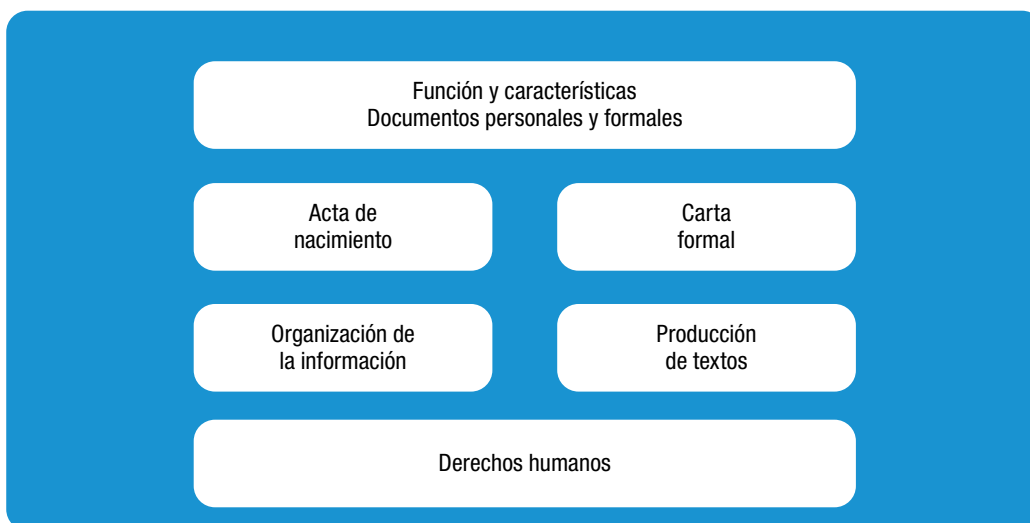 Función y características
Documentos personales y formales
Acta de
nacimiento
Carta
formal
Organización de
la información
Producción
de textos
Derechos humanos